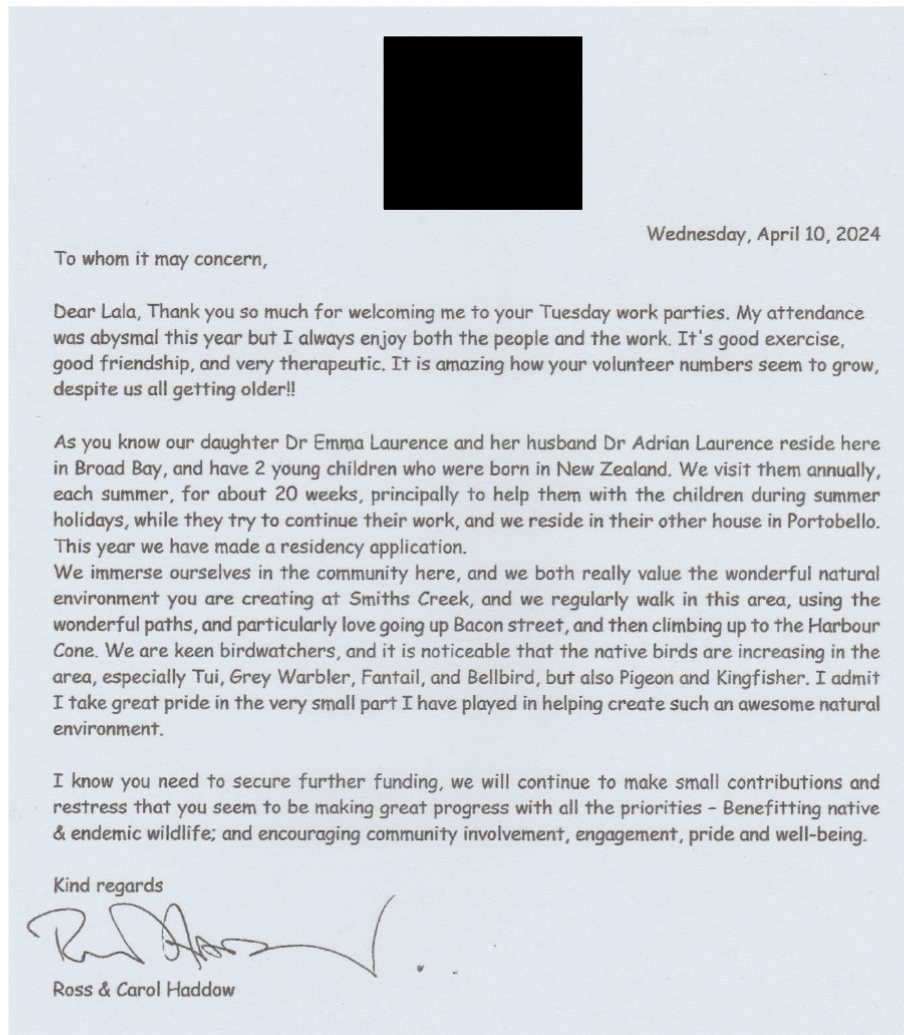 Wednesday, April 10, 2024
To whom it may concern,
Dear Lala, Thank you so much for welcoming me to your Tuesday work parties. My attendance
was abysmal this year but I always enjoy both the people and the work. It's good exercise,
good friendship, and very therapeutic. It is amazing how your volunteer numbers seem to grow,
despite us all getting older!!
As you know our daughter Dr Emma Laurence and her husband Dr Adrian Laurence reside here
in Broad Bay, and have 2 young children who were born in New Zealand. We visit them annually,
each summer, for about 20 weeks, principally to help them with the children during summer
holidays, while they try to continue their work, and we reside in their other house in Portobello.
This year we have made a residency application.
We immerse ourselves in the community here, and we both really value the wonderful natural
environment you are creating at Smiths Creek, and we regularly walk in this area, using the
wonderful paths, and particularly love going up Bacon street, and then climbing up to the Harbour
Cone. We are keen birdwatchers, and it is noticeable that the native birds are increasing in the
area, especially Tui, Grey Warbler, Fantail, and Bellbird, but also Pigeon and Kingfisher. I admit
I take great pride in the very small part I have played in helping create such an awesome natural
environment.
I know you need to secure further funding, we will continue to make small contributions and
restress that you seem to be making great progress with all the priorities – Benefitting native
& endemic wildlife; and encouraging community involvement, engagement, pride and well-being.
Kind regards
Ross & Carol Haddow